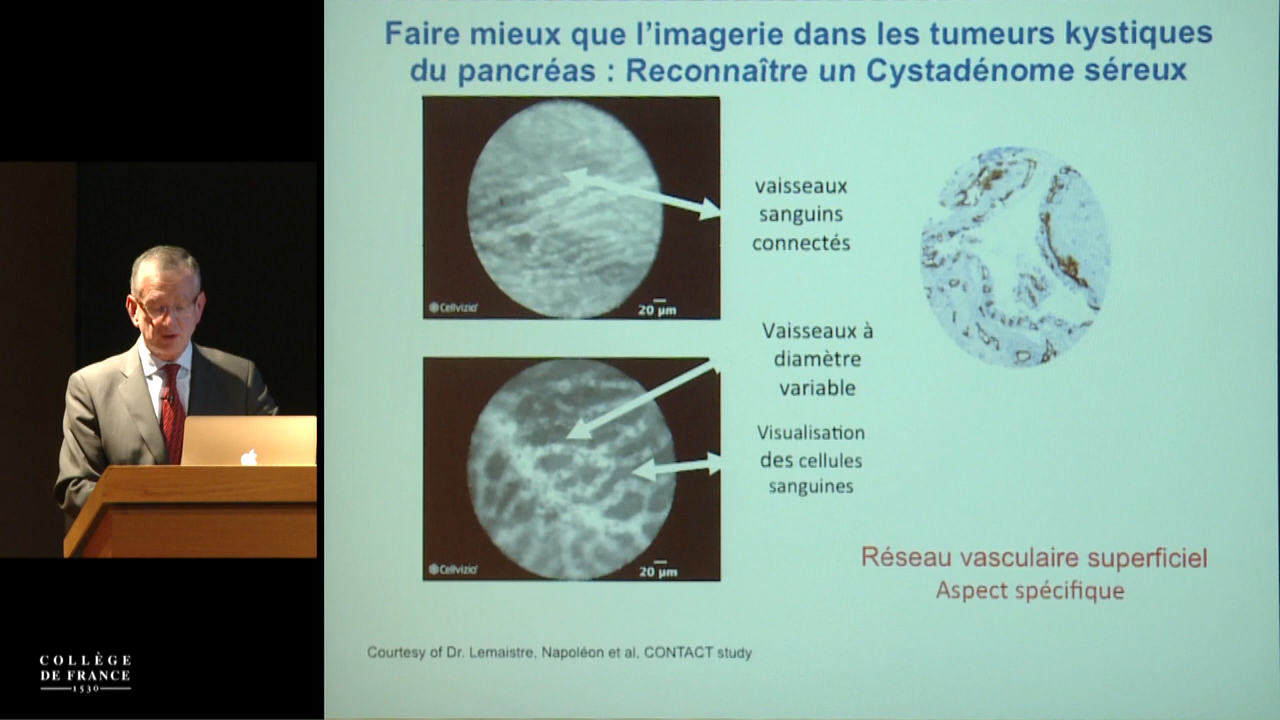 Faire mieux que l'imagerie dans les tumeurs kystiques
du pancréas : Reconnaître un Cystadénome séreux
vaisseaux
sanguins
connectés
Cellvizio
20 µm
Vaisseaux à
diamètre
variable
Visualisation
des cellules
sanguines
Cellvizio
20 µm
Réseau vasculaire superficiel
Aspect spécifique
Courtesy of Dr. Lemaistre, Napoléon et al, CONTACT study
COLLÈGE
DE FRANCE
1530